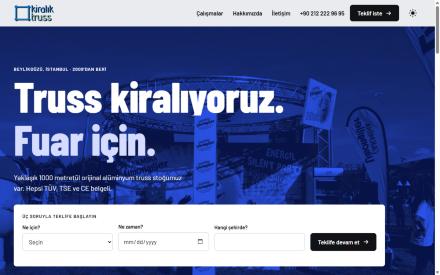 kiralık
truss
Çalışmalar Hakkımızda İletişim +90 212 222 96 95 Teklif iste →
BEYLİKDÜZÜ, İSTANBUL · 2009'DAN BERİ
Truss kiralıyoruz.
Fuar için.
Yaklaşık 1000 metretül orijinal alüminyum truss stoğumuz
var. Hepsi TÜV, TSE ve CE belgeli.
ÜÇ SORUYLA TEKLİFE BAŞLAYIN
Ne için? Ne zaman? Hangi şehirde?
Seçin mm/dd/yyyy Teklife devam et →